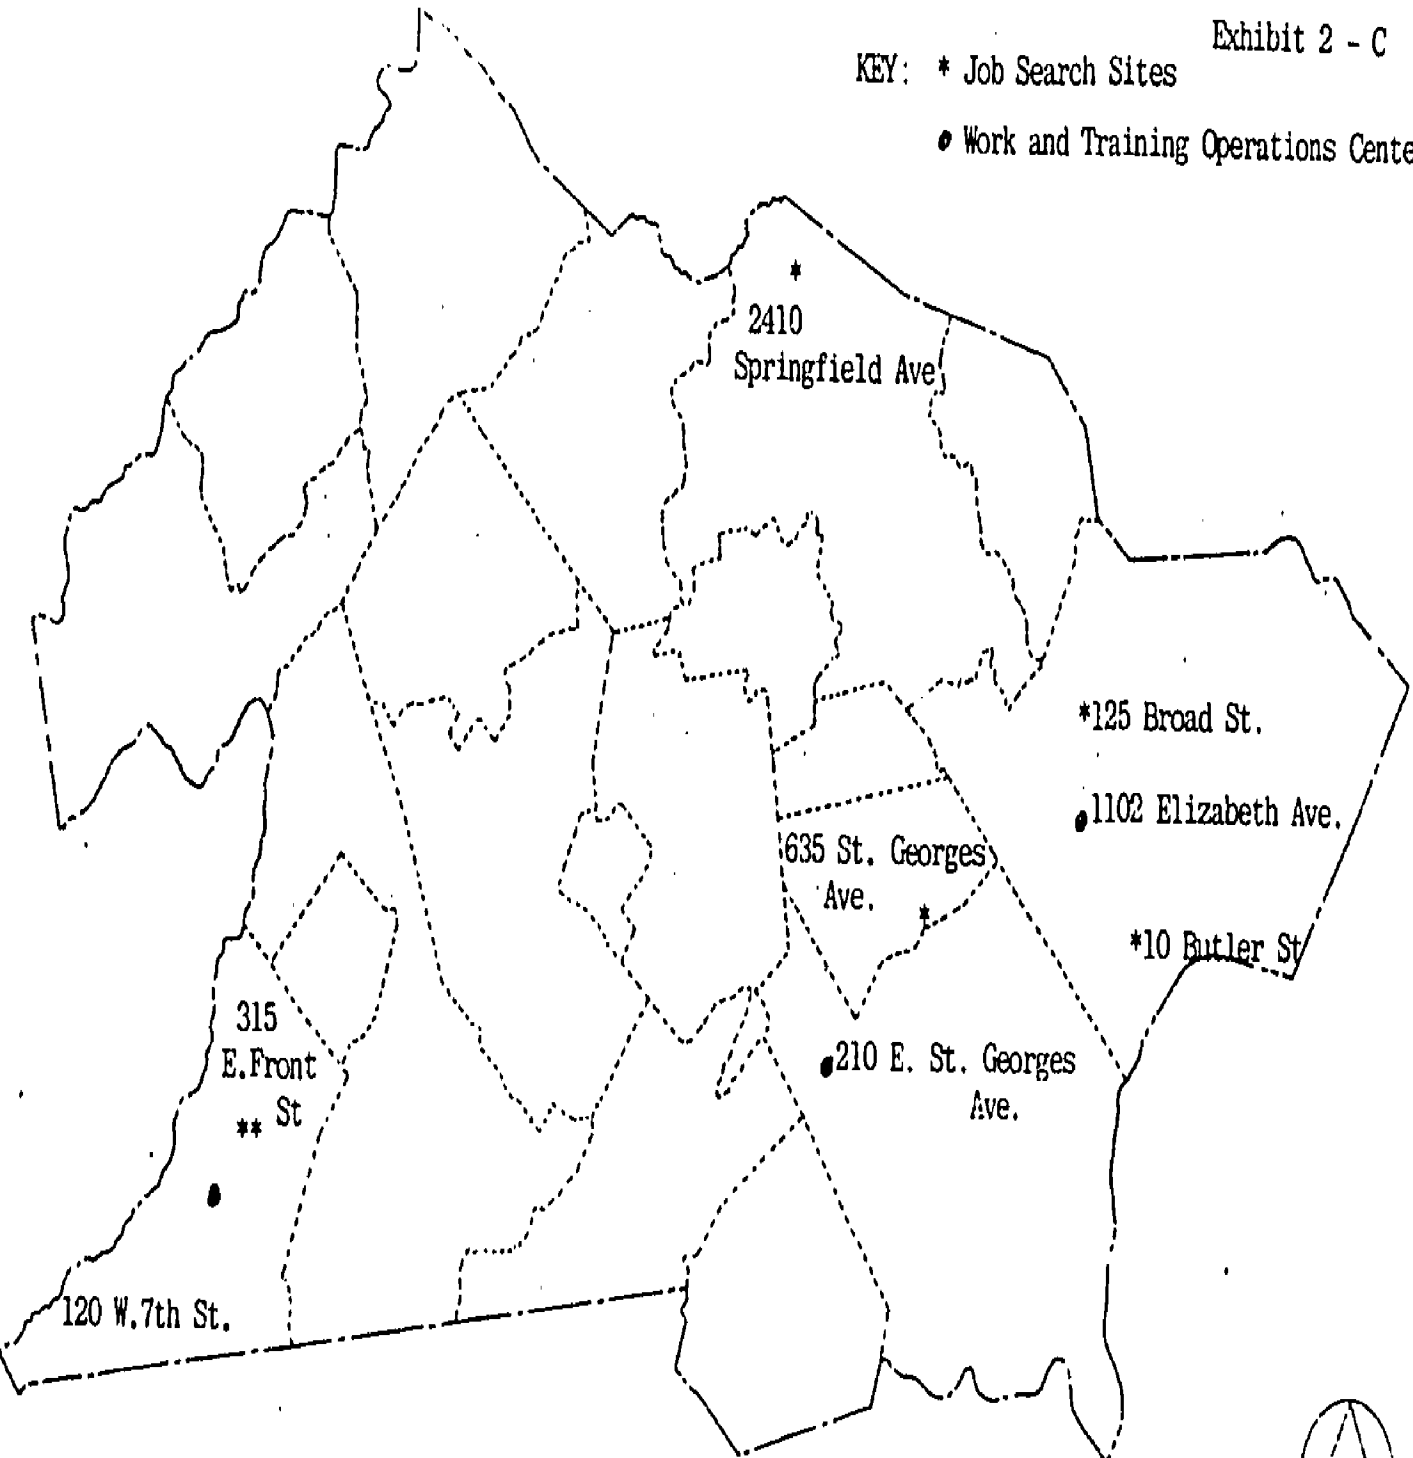 Exhibit 2 - C
KEY: * Job Search Sites
● Work and Training Operations Cente
*
2410
Springfield Ave
*125 Broad St.
●1102 Elizabeth Ave.
635 St. Georges
Ave.
*
*10 Butler St
315
E.Front
St
**
●210 E. St. Georges
Ave.
●
120 W.7th St.